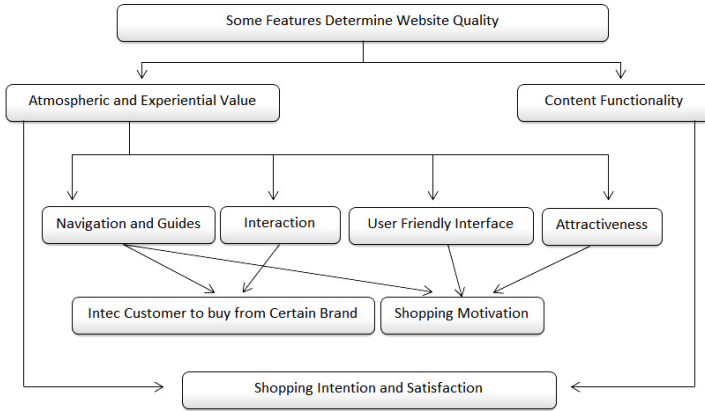 Some Features Determine Website Quality
Atmospheric and Experiential Value
Content Functionality
Navigation and Guides
Interaction
User Friendly Interface
Attractiveness
Intec Customer to buy from Certain Brand
Shopping Motivation
Shopping Intention and Satisfaction